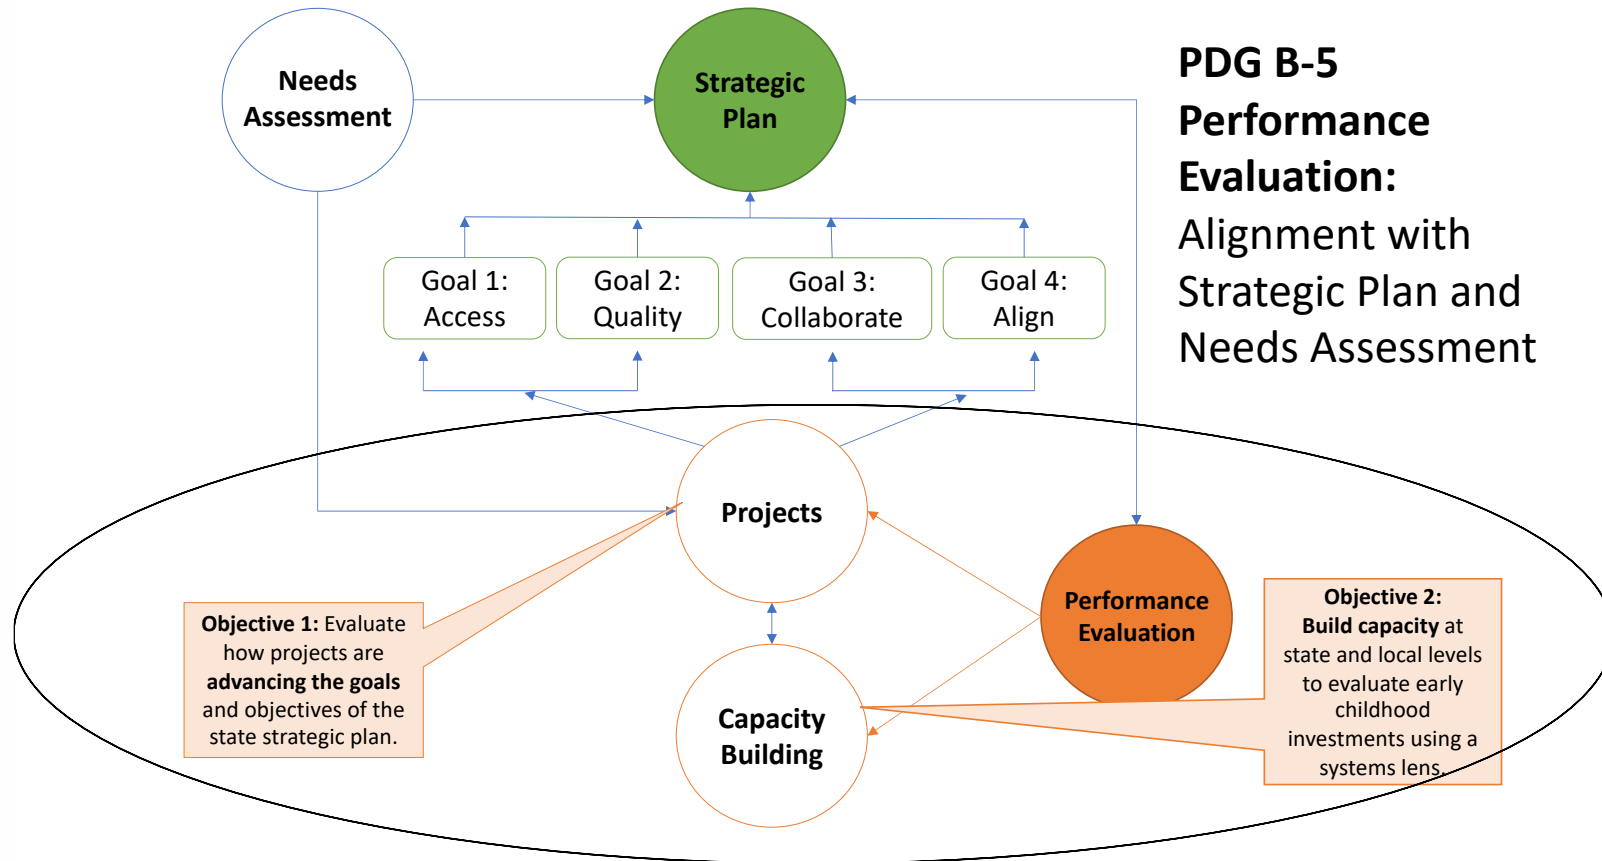 Needs
Assessment
Strategic
Plan
PDG B-5
Performance
Evaluation:
Alignment with
Strategic Plan and
Needs Assessment
Goal 1:
Access
Goal 2:
Quality
Goal 3:
Collaborate
Goal 4:
Align
Projects
Performance
Evaluation
Objective 1: Evaluate
how projects are
advancing the goals
and objectives of the
state strategic plan.
Capacity
Building
Objective 2:
Build capacity at
state and local levels
to evaluate early
childhood
investments using a
systems lens.